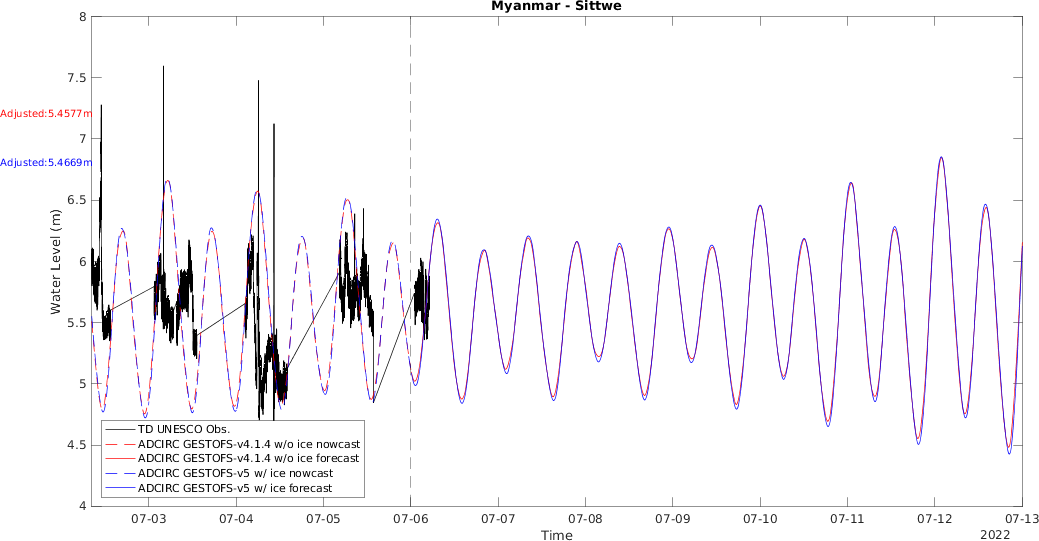 Myanmar - Sittwe
8
7.5
7
6.5
6
5.5
5
4.5
4
Adjusted:5.4577m
Adjusted:5.4669m
Water Level (m)
TD UNESCO Obs.
ADCIRC GESTOFS-v4.1.4 w/o ice nowcast
ADCIRC GESTOFS-v4.1.4 w/o ice forecast
ADCIRC GESTOFS-v5 w/ ice nowcast
ADCIRC GESTOFS-v5 w/ ice forecast
07-03 07-04 07-05 07-06 07-07 07-08 07-09 07-10 07-11 07-12 07-13
Time
2022